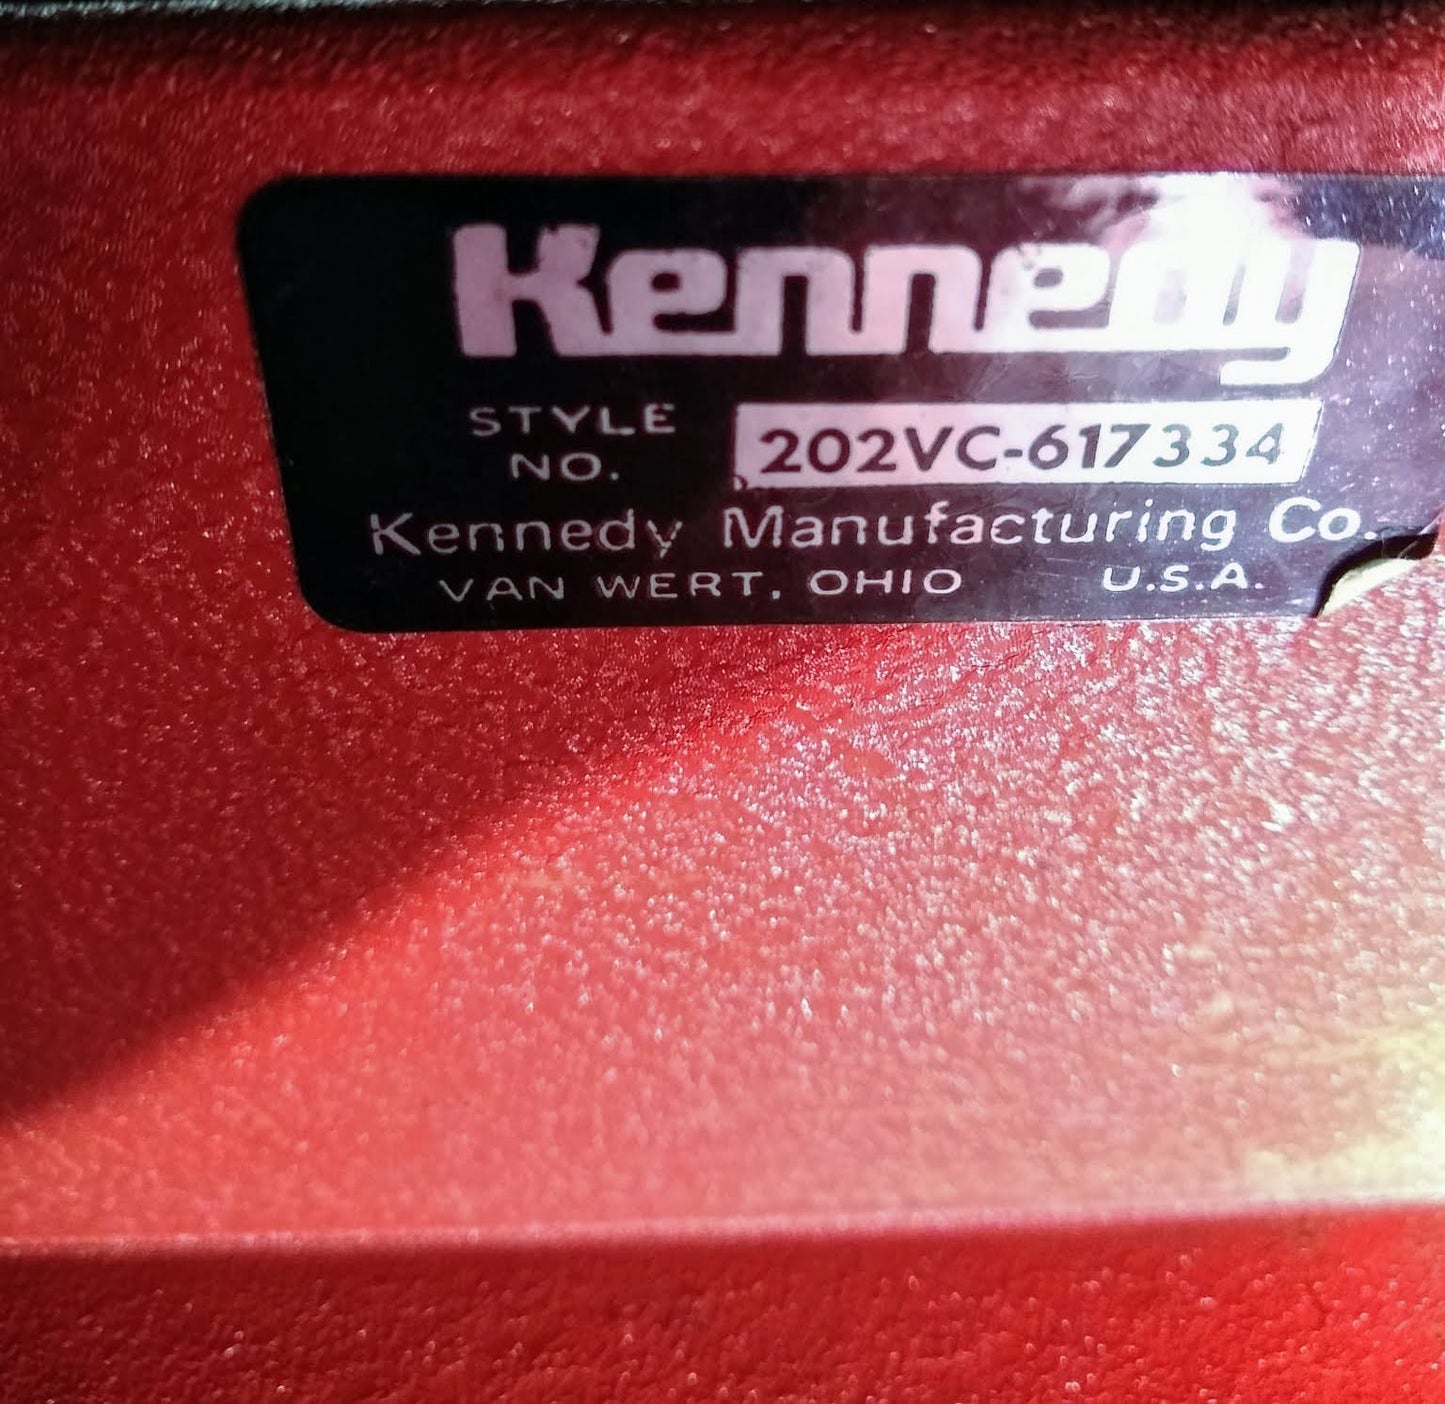 Kennedy
STYLE
NO. 202VC-617334
Kennedy Manufacturing Co.
VAN WERT, OHIO U.S.A.